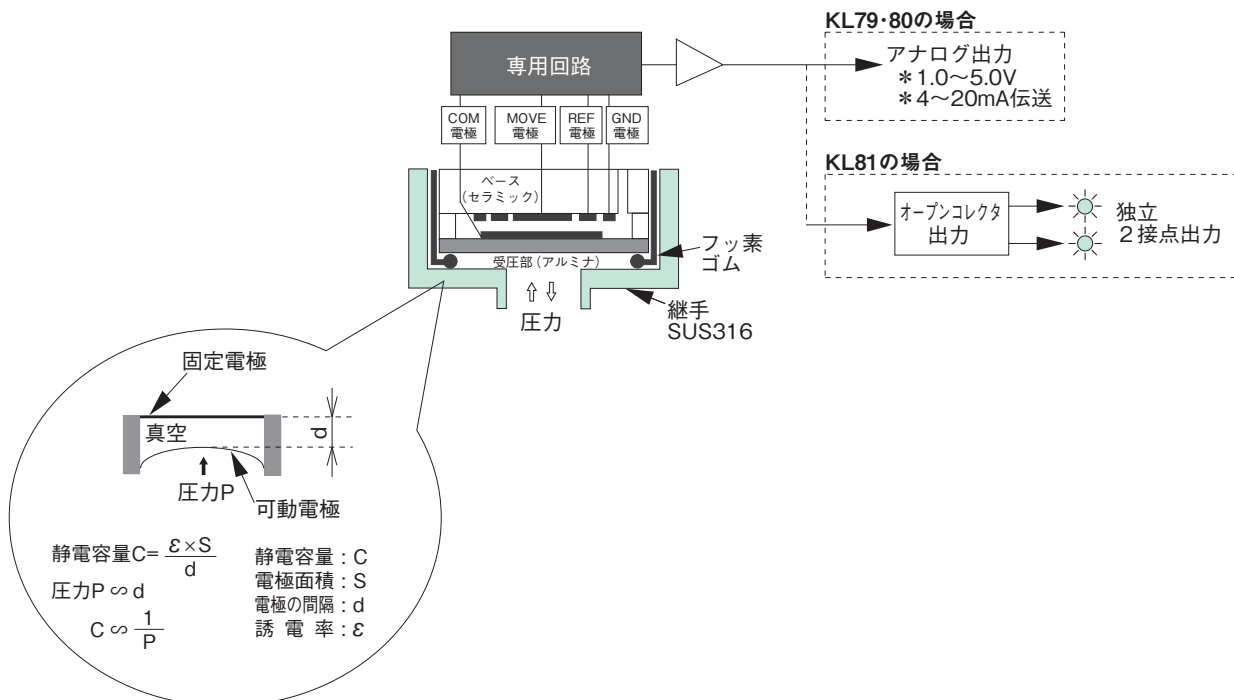 KL79・80の場合
アナログ出力
＊1.0～5.0V
＊4～20mA伝送
専用回路
COM
電極
MOVE
電極
REF
電極
GND
電極
KL81の場合
オープンコレクタ
出力
独立
2接点出力
ベース
(セラミック)
受圧部(アルミナ)
フッ素
ゴム
圧力
継手
SUS316
固定電極
真空
d
圧力P
可動電極
静電容量C= ε×S
d
圧力P ∽ d
C ∽ 1
P
静電容量：C
電極面積：S
電極の間隔：d
誘 電 率：ε